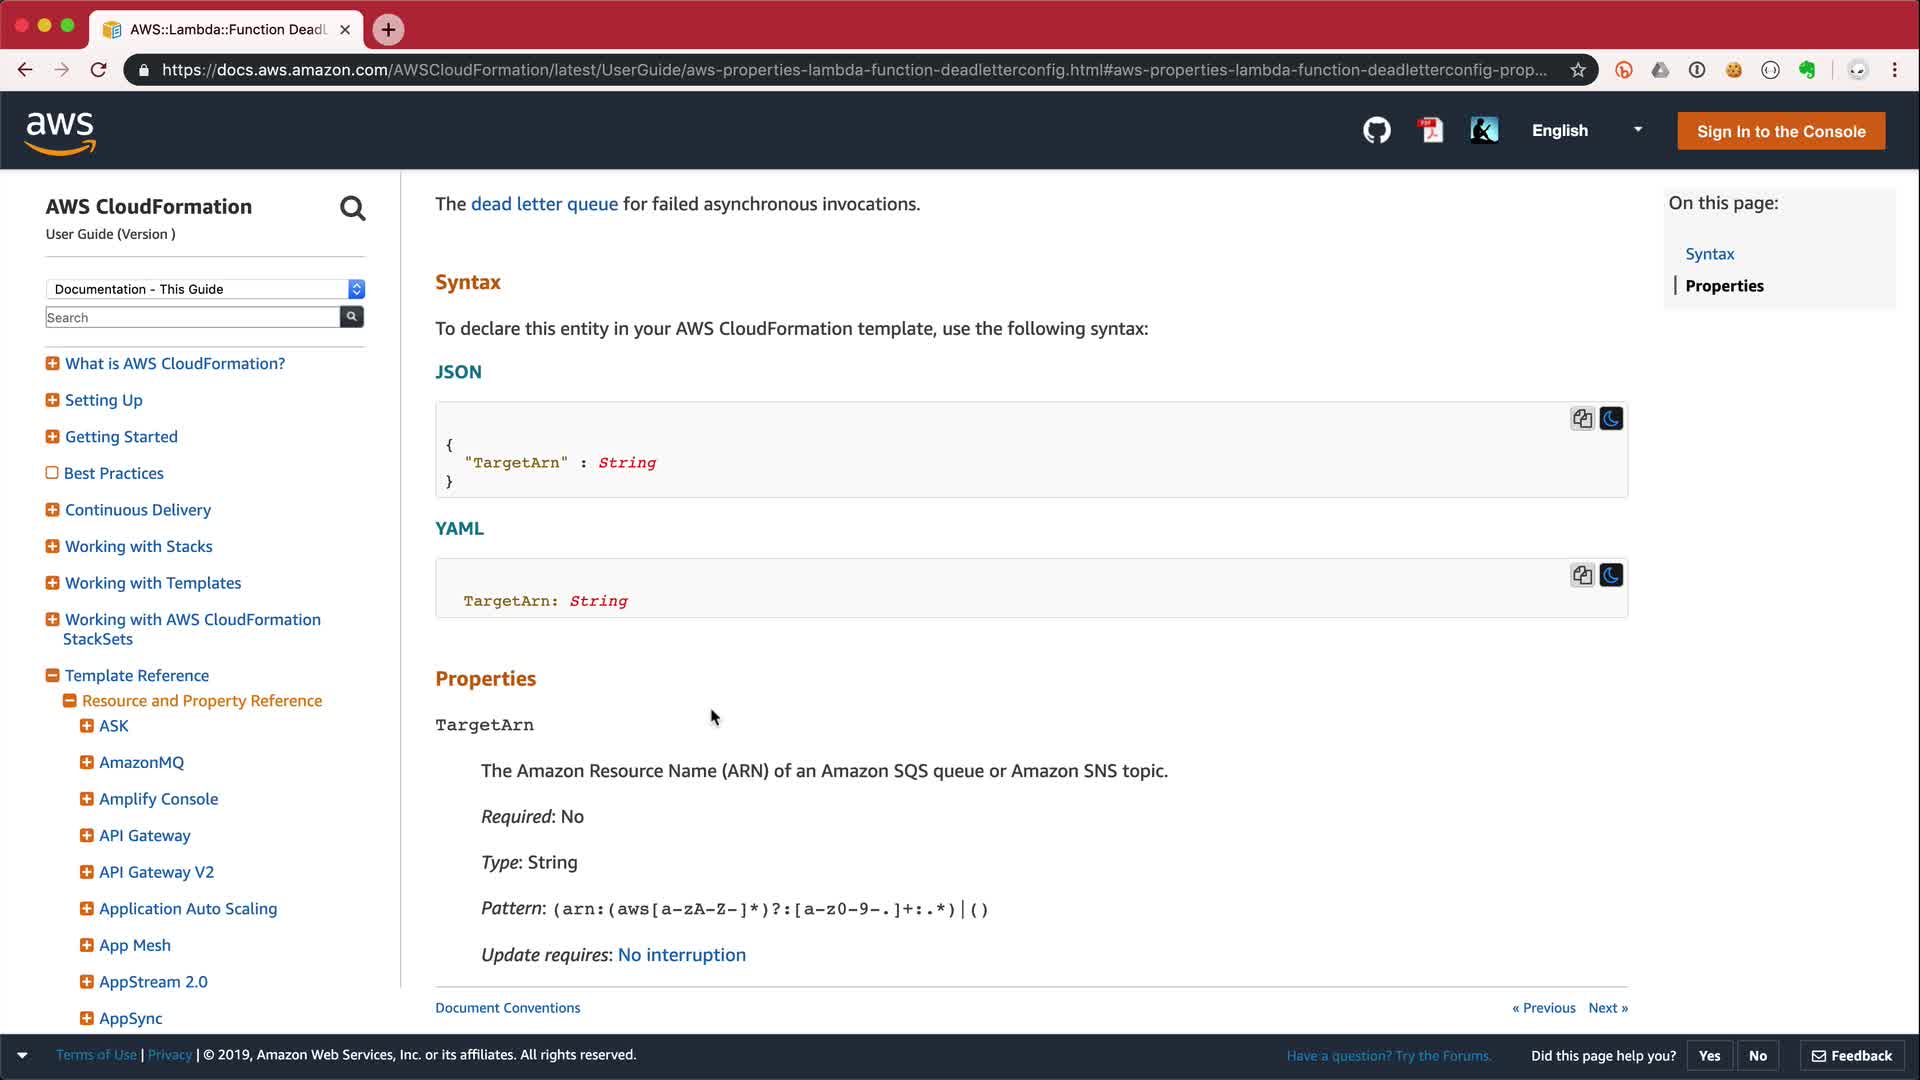 AWS::Lambda::Function DeadL
https://docs.aws.amazon.com/AWSCloudFormation/latest/UserGuide/aws-properties-lambda-function-deadletterconfig.html#aws-properties-lambda-function-deadletterconfig-prop...
aws
PDF
English
Sign In to the Console
AWS CloudFormation
User Guide (Version )
Documentation - This Guide
Search
What is AWS CloudFormation?
Setting Up
Getting Started
Best Practices
Continuous Delivery
Working with Stacks
Working with Templates
Working with AWS CloudFormation
StackSets
Template Reference
Resource and Property Reference
ASK
AmazonMQ
Amplify Console
API Gateway
API Gateway V2
Application Auto Scaling
App Mesh
AppStream 2.0
AppSync
The dead letter queue for failed asynchronous invocations.
Syntax
To declare this entity in your AWS CloudFormation template, use the following syntax:
JSON
{
"TargetArn" : String
}
YAML
TargetArn: String
Properties
TargetArn
The Amazon Resource Name (ARN) of an Amazon SQS queue or Amazon SNS topic.
Required: No
Type: String
Pattern: (arn:(aws[a-zA-Z-]*)?:[a-z0-9-.]+:.*)|()
Update requires: No interruption
Document Conventions
« Previous Next »
On this page:
Syntax
Properties
Terms of Use | Privacy | © 2019, Amazon Web Services, Inc. or its affiliates. All rights reserved.
Have a question? Try the Forums.
Did this page help you?
Yes
No
Feedback